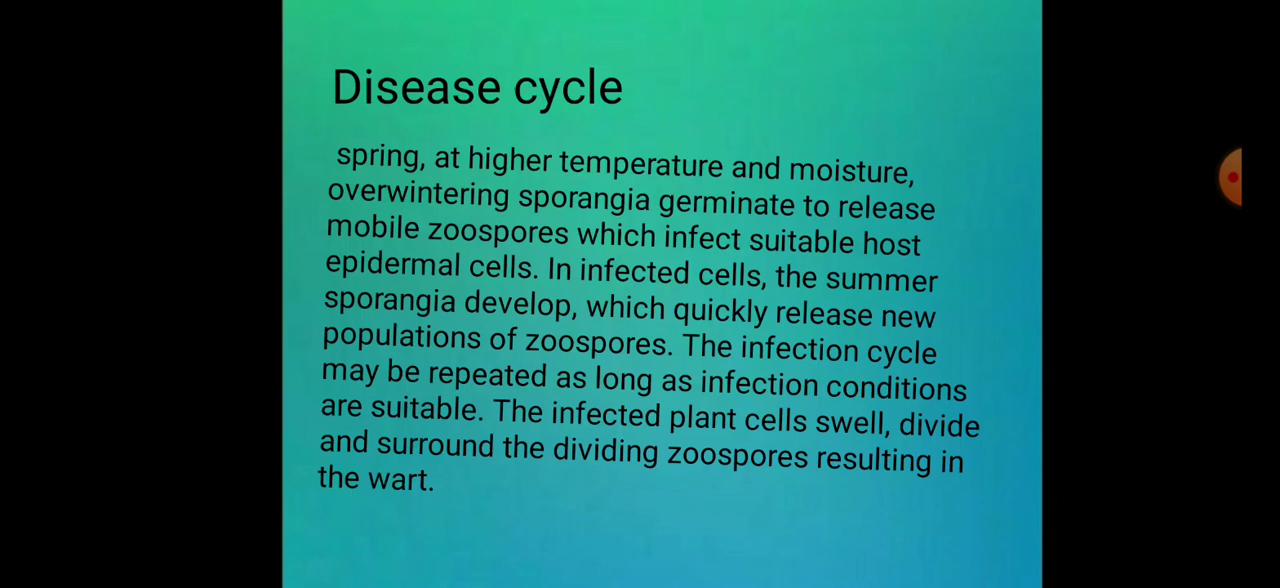 Disease cycle
spring, at higher temperature and moisture,
overwintering sporangia germinate to release
mobile zoospores which infect suitable host
epidermal cells. In infected cells, the summer
sporangia develop, which quickly release new
populations of zoospores. The infection cycle
may be repeated as long as infection conditions
are suitable. The infected plant cells swell, divide
and surround the dividing zoospores resulting in
the wart.